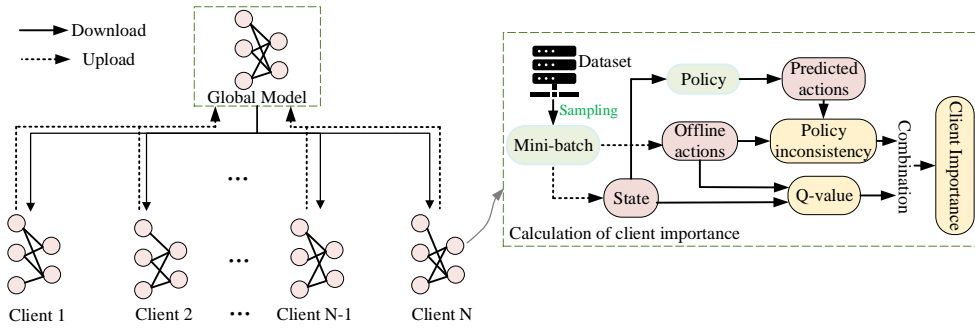 Download
Upload
Global Model
...
...
...
Client 1
Client 2
Client N-1
Client N
Dataset
Sampling
Mini-batch
Policy
Predicted
actions
Offline
actions
Policy
inconsistency
State
Q-value
Combination
Client Importance
Calculation of client importance